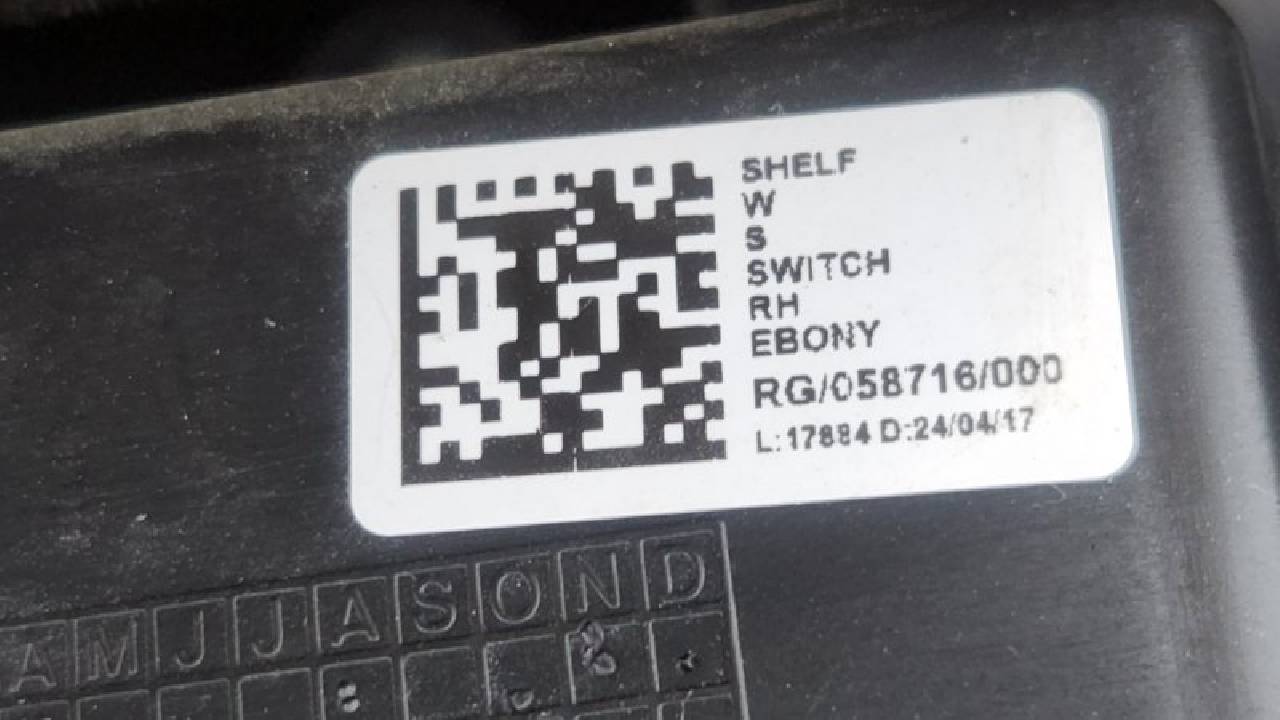 SHELF
W
S
SWITCH
RH
EBONY
RG/058716/000
L:17884 D:24/04/17
A M J J A S O N D